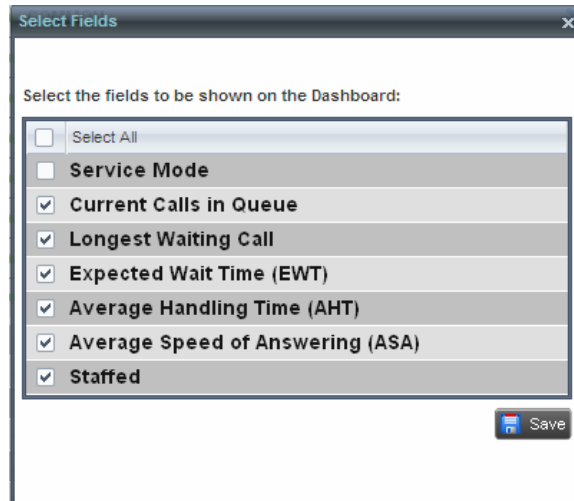 Select Fields
Select the fields to be shown on the Dashboard:
Select All
Service Mode
Current Calls in Queue
Longest Waiting Call
Expected Wait Time (EWT)
Average Handling Time (AHT)
Average Speed of Answering (ASA)
Staffed
Save